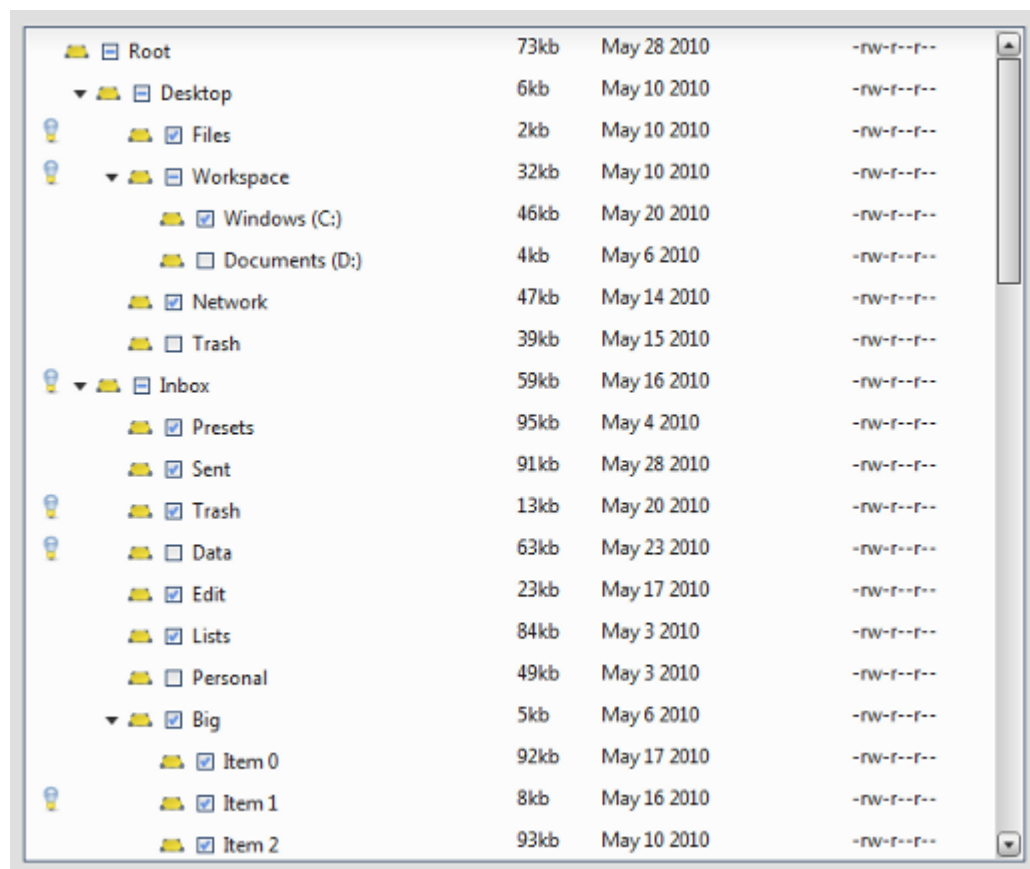 Root 73kb May 28 2010 -rw-r--r--
Desktop 6kb May 10 2010 -rw-r--r--
Files 2kb May 10 2010 -rw-r--r--
Workspace 32kb May 10 2010 -rw-r--r--
Windows (C:) 46kb May 20 2010 -rw-r--r--
Documents (D:) 4kb May 6 2010 -rw-r--r--
Network 47kb May 14 2010 -rw-r--r--
Trash 39kb May 15 2010 -rw-r--r--
Inbox 59kb May 16 2010 -rw-r--r--
Presets 95kb May 4 2010 -rw-r--r--
Sent 91kb May 28 2010 -rw-r--r--
Trash 13kb May 20 2010 -rw-r--r--
Data 63kb May 23 2010 -rw-r--r--
Edit 23kb May 17 2010 -rw-r--r--
Lists 84kb May 3 2010 -rw-r--r--
Personal 49kb May 3 2010 -rw-r--r--
Big 5kb May 6 2010 -rw-r--r--
Item 0 92kb May 17 2010 -rw-r--r--
Item 1 8kb May 16 2010 -rw-r--r--
Item 2 93kb May 10 2010 -rw-r--r--